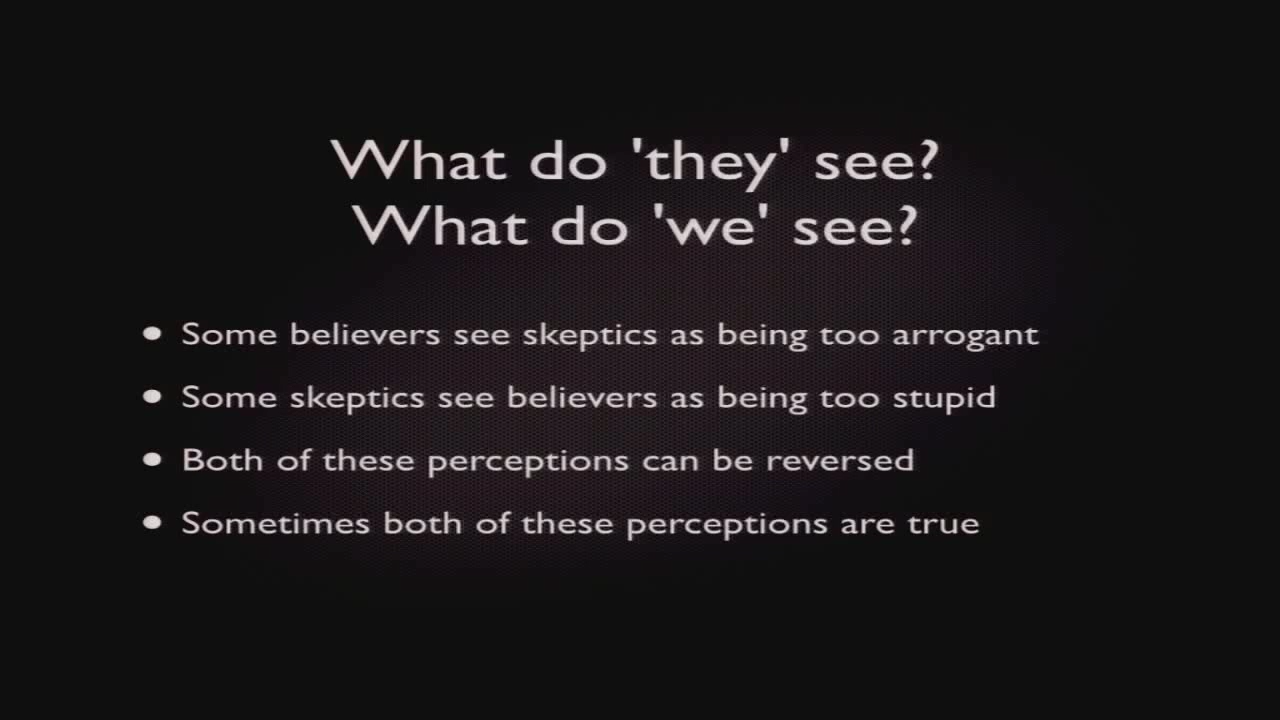 What do 'they' see?
What do 'we' see?
• Some believers see skeptics as being too arrogant
• Some skeptics see believers as being too stupid
• Both of these perceptions can be reversed
• Sometimes both of these perceptions are true